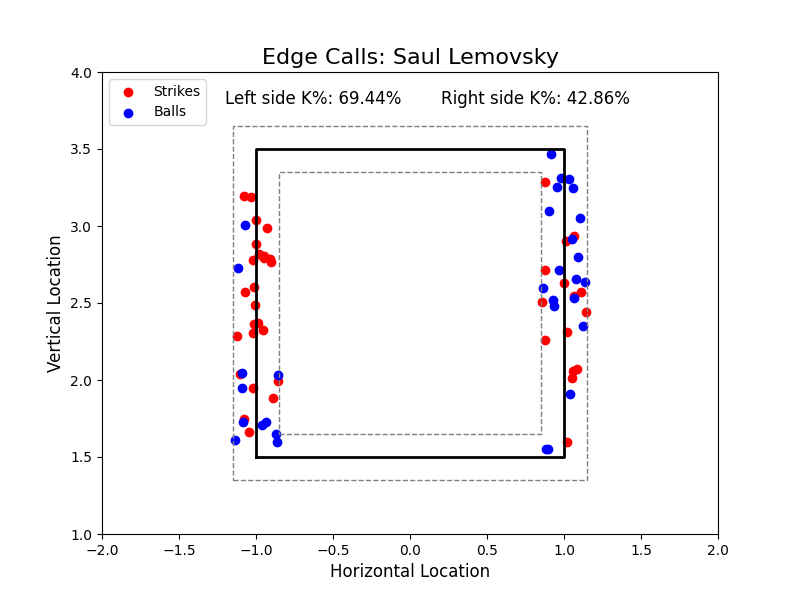 Edge Calls: Saul Lemovsky
Strikes
Balls
Left side K%: 69.44%
Right side K%: 42.86%
4.0
3.5
3.0
2.5
2.0
1.5
1.0
Vertical Location
−2.0 −1.5 −1.0 −0.5 0.0 0.5 1.0 1.5 2.0
Horizontal Location